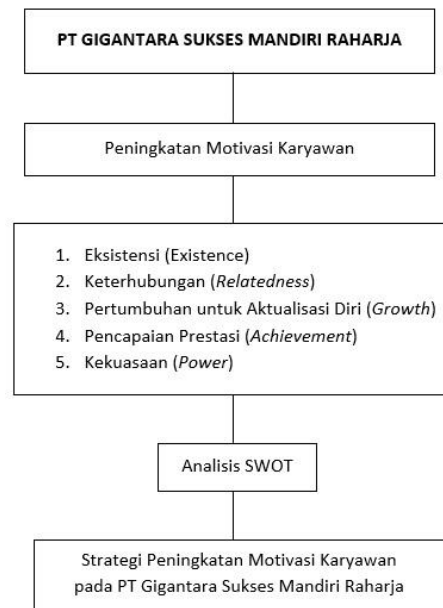 PT GIGANTARA SUKSES MANDIRI RAHARJA
Peningkatan Motivasi Karyawan
1. Eksistensi (Existence)
2. Keterhubungan (Relatedness)
3. Pertumbuhan untuk Aktualisasi Diri (Growth)
4. Pencapaian Prestasi (Achievement)
5. Kekuasaan (Power)
Analisis SWOT
Strategi Peningkatan Motivasi Karyawan
pada PT Gigantara Sukses Mandiri Raharja